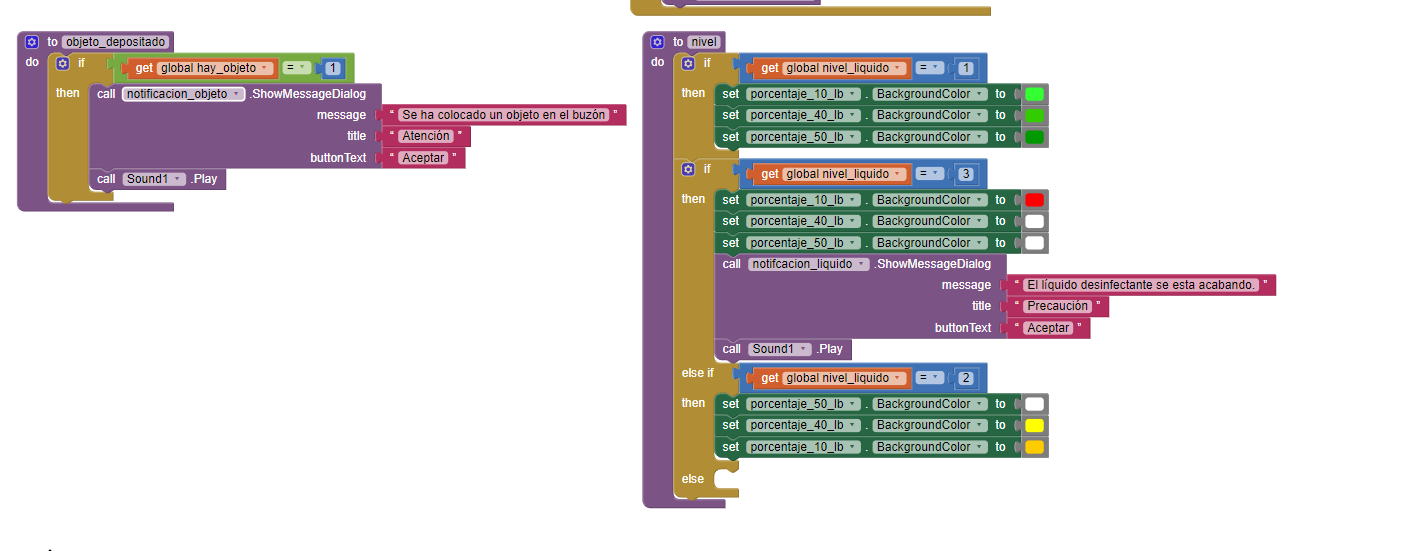 to objeto_depositado
do if get global hay_objeto = 1
then call notificacion_objeto .ShowMessageDialog
message “ Se ha colocado un objeto en el buzón ”
title “ Atención ”
buttonText “ Aceptar ”
call Sound1 .Play
to nivel
do if get global nivel_liquido = 1
then set porcentaje_10_lb . BackgroundColor to
set porcentaje_40_lb . BackgroundColor to
set porcentaje_50_lb . BackgroundColor to
if get global nivel_liquido = 3
then set porcentaje_10_lb . BackgroundColor to
set porcentaje_40_lb . BackgroundColor to
set porcentaje_50_lb . BackgroundColor to
call notifcacion_liquido .ShowMessageDialog
message “ El líquido desinfectante se esta acabando. ”
title “ Precaución ”
buttonText “ Aceptar ”
call Sound1 .Play
else if get global nivel_liquido = 2
then set porcentaje_50_lb . BackgroundColor to
set porcentaje_40_lb . BackgroundColor to
set porcentaje_10_lb . BackgroundColor to
else